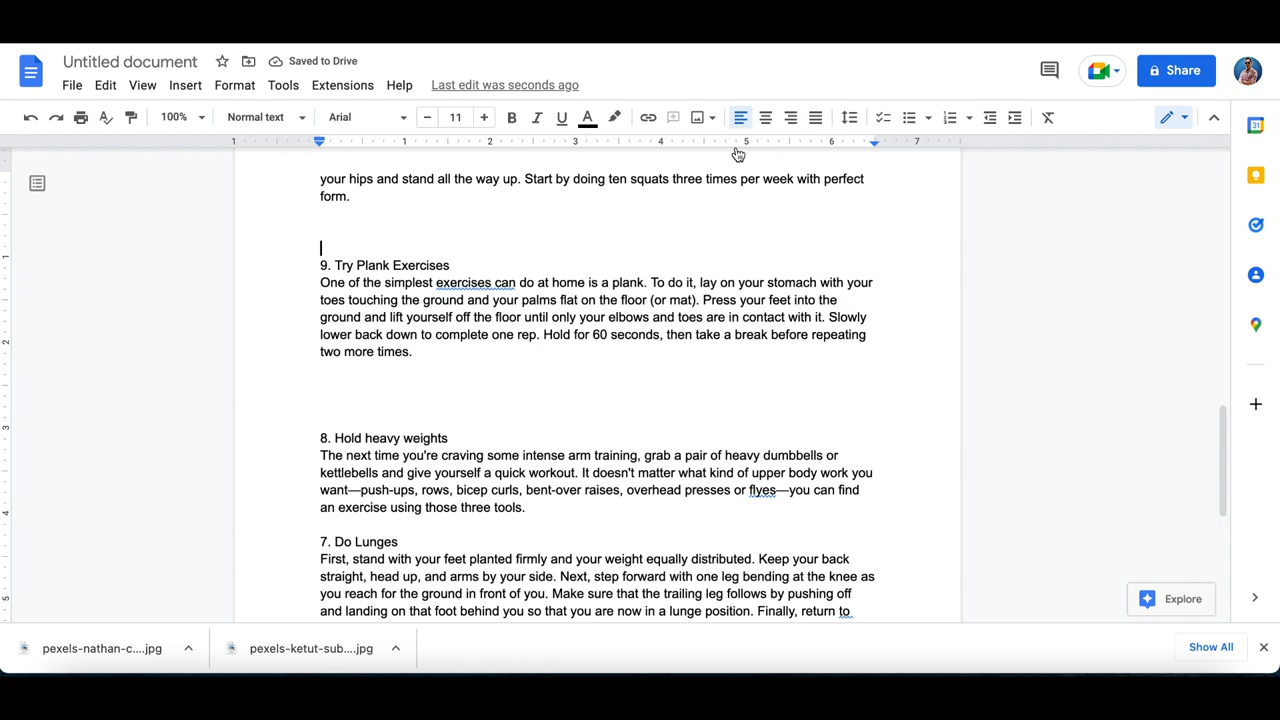 Untitled document
Saved to Drive
File Edit View Insert Format Tools Extensions Help Last edit was seconds ago
Share
100% Normal text Arial − 11 + B I U A
31
1 1 2 3 4 5 6 7
your hips and stand all the way up. Start by doing ten squats three times per week with perfect
form.
9. Try Plank Exercises
One of the simplest exercises can do at home is a plank. To do it, lay on your stomach with your
toes touching the ground and your palms flat on the floor (or mat). Press your feet into the
ground and lift yourself off the floor until only your elbows and toes are in contact with it. Slowly
lower back down to complete one rep. Hold for 60 seconds, then take a break before repeating
two more times.
8. Hold heavy weights
The next time you're craving some intense arm training, grab a pair of heavy dumbbells or
kettlebells and give yourself a quick workout. It doesn't matter what kind of upper body work you
want—push-ups, rows, bicep curls, bent-over raises, overhead presses or flyes—you can find
an exercise using those three tools.
7. Do Lunges
First, stand with your feet planted firmly and your weight equally distributed. Keep your back
straight, head up, and arms by your side. Next, step forward with one leg bending at the knee as
you reach for the ground in front of you. Make sure that the trailing leg follows by pushing off
and landing on that foot behind you so that you are now in a lunge position. Finally, return to
1
2
3
4
5
Explore
pexels-nathan-c....jpg
pexels-ketut-sub....jpg
Show All